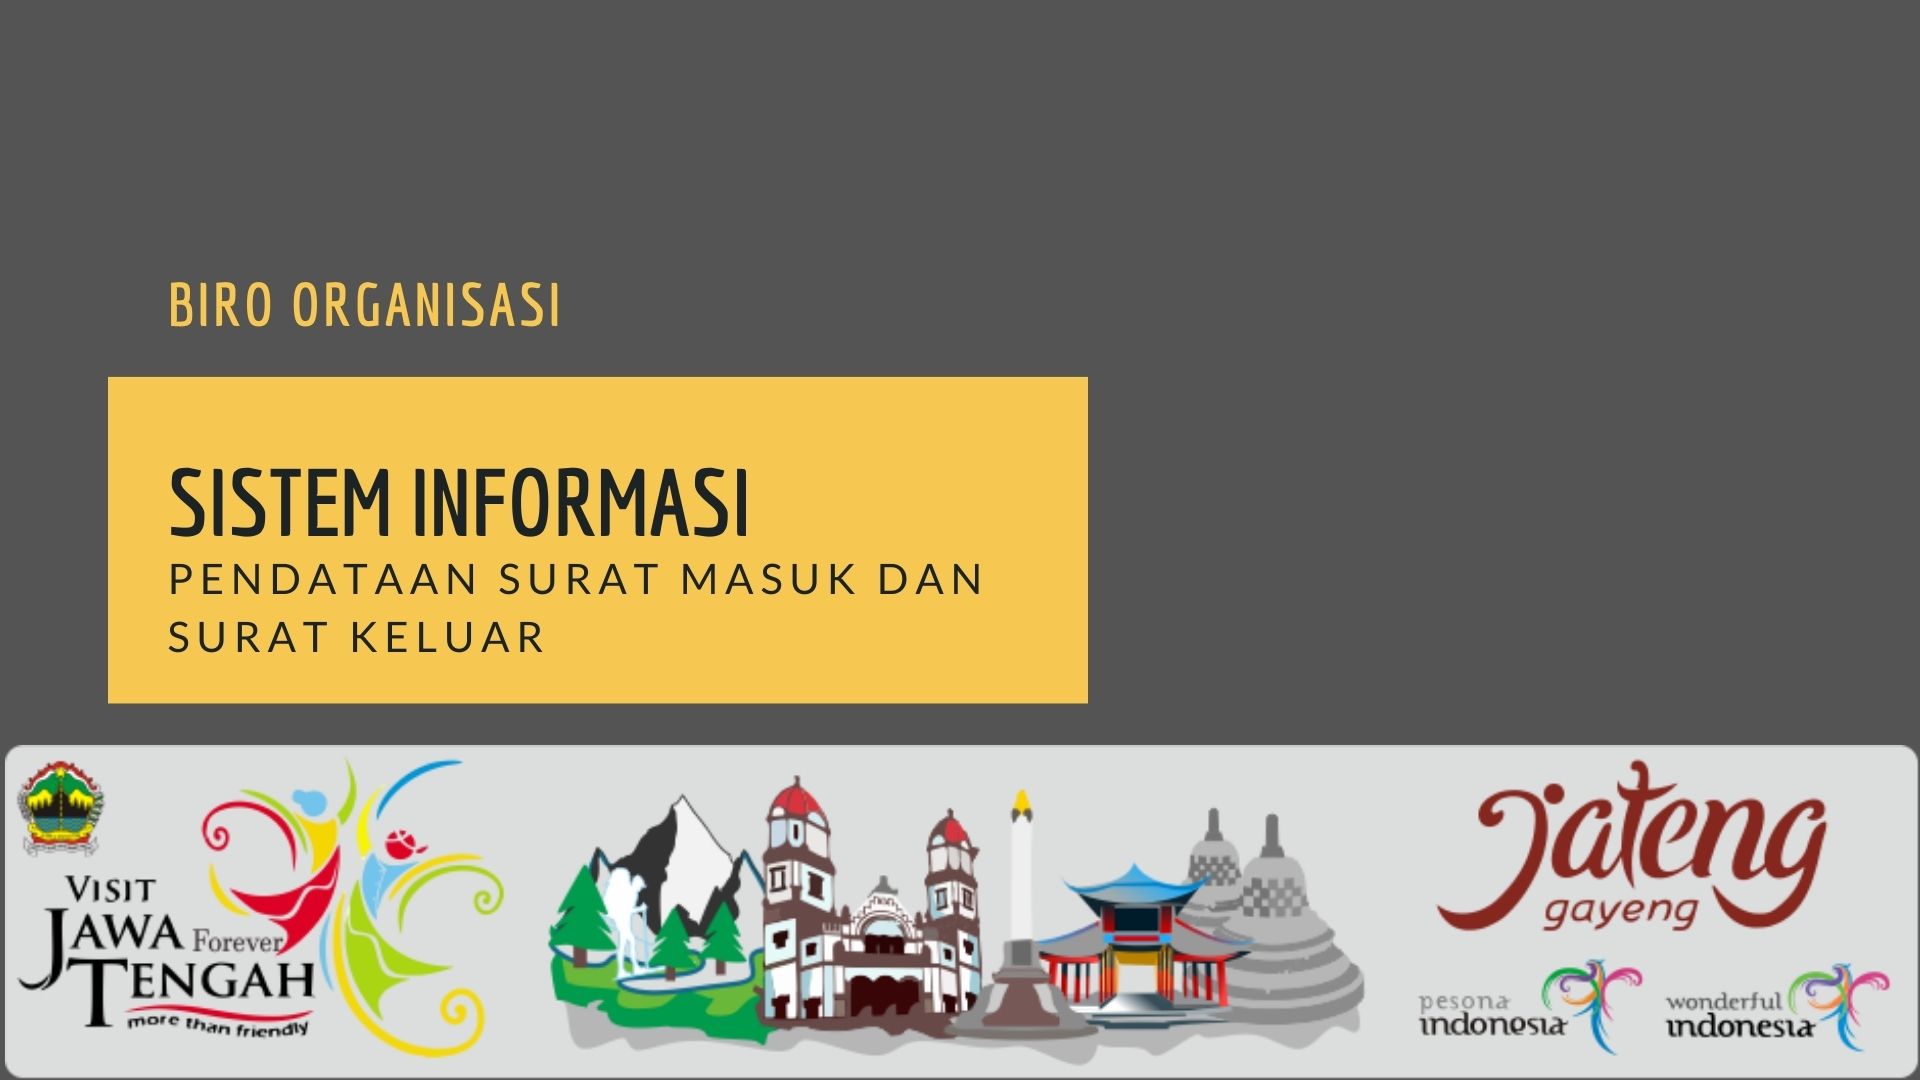 BIRO ORGANISASI
SISTEM INFORMASI
PENDATAAN SURAT MASUK DAN
SURAT KELUAR
VISIT
JAWA Forever
TENGAH
more than friendly
jateng
gayeng
pesona
indonesia
wonderful
indonesia